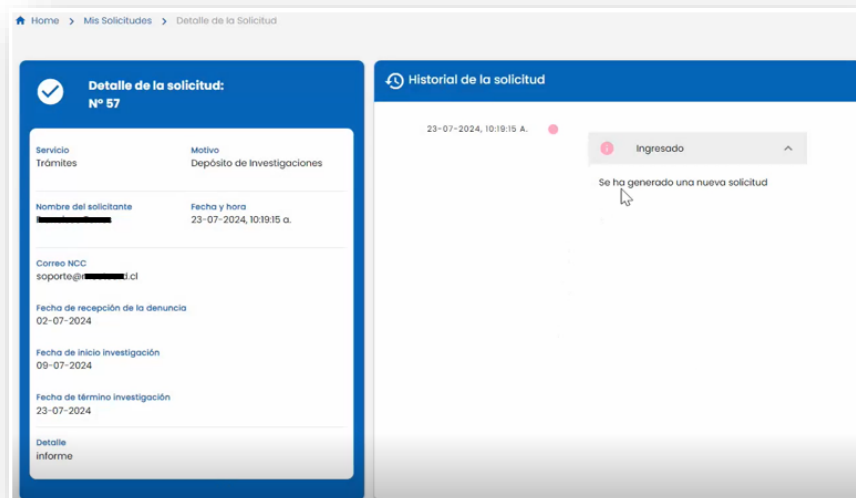 Home > Mis Solicitudes > Detalle de la Solicitud
Detalle de la solicitud:
N° 57
Servicio
Trámites
Motivo
Depósito de Investigaciones
Nombre del solicitante
Fecha y hora
23-07-2024, 10:19:15 a.
Correo NCC
soporte@ d.cl
Fecha de recepción de la denuncia
02-07-2024
Fecha de inicio investigación
09-07-2024
Fecha de término investigación
23-07-2024
Detalle
informe
Historial de la solicitud
23-07-2024, 10:19:15 A.
Ingresado
Se ha generado una nueva solicitud